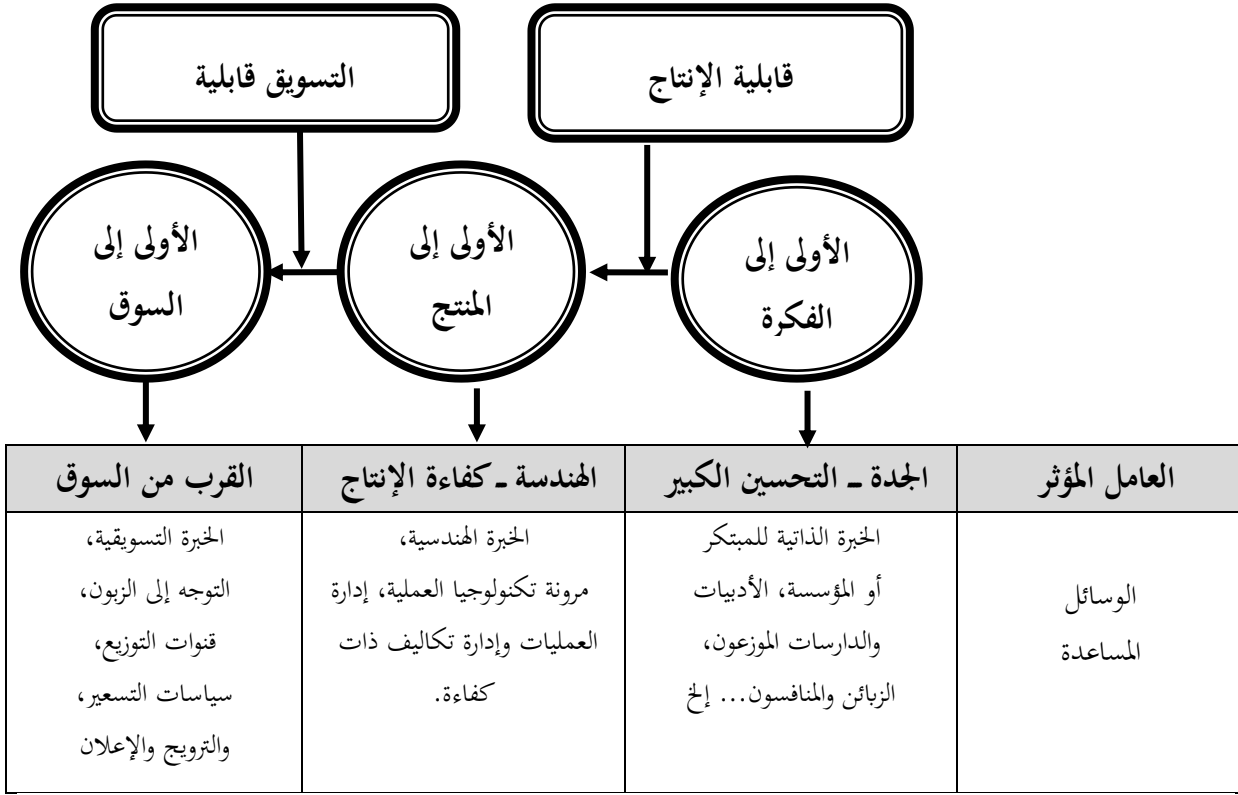 قابلية الإنتاج
التسويق قابلية
الأولى إلى
الفكرة
الأولى إلى
المنتج
الأولى إلى
السوق
العامل المؤثر
الجدة ـ التحسين الكبير
الهندسة ـ كفاءة الإنتاج
القرب من السوق
الوسائل
المساعدة
الخبرة الذاتية للمبتكر
أو المؤسسة، الأدبيات
والدارسات الموزعون،
الزبائن والمنافسون... إلخ
الخبرة الهندسية،
مرونة تكنولوجيا العملية، إدارة
العمليات وإدارة تكاليف ذات
كفاءة.
الخبرة التسويقية،
التوجه إلى الزبون،
قنوات التوزيع،
سياسات التسعير،
والترويج والإعلان